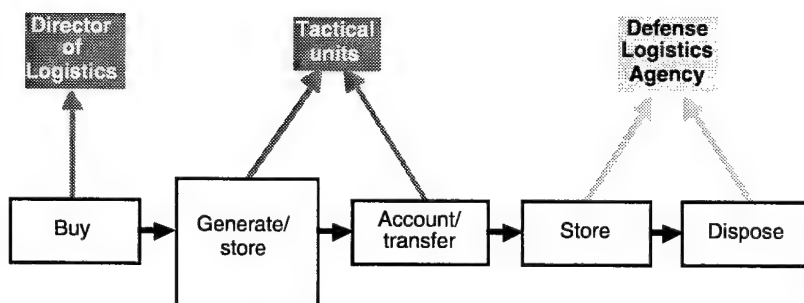 Director
of
Logistics
Tactical
units
Defense
Logistics
Agency
Buy
Generate/
store
Account/
transfer
Store
Dispose